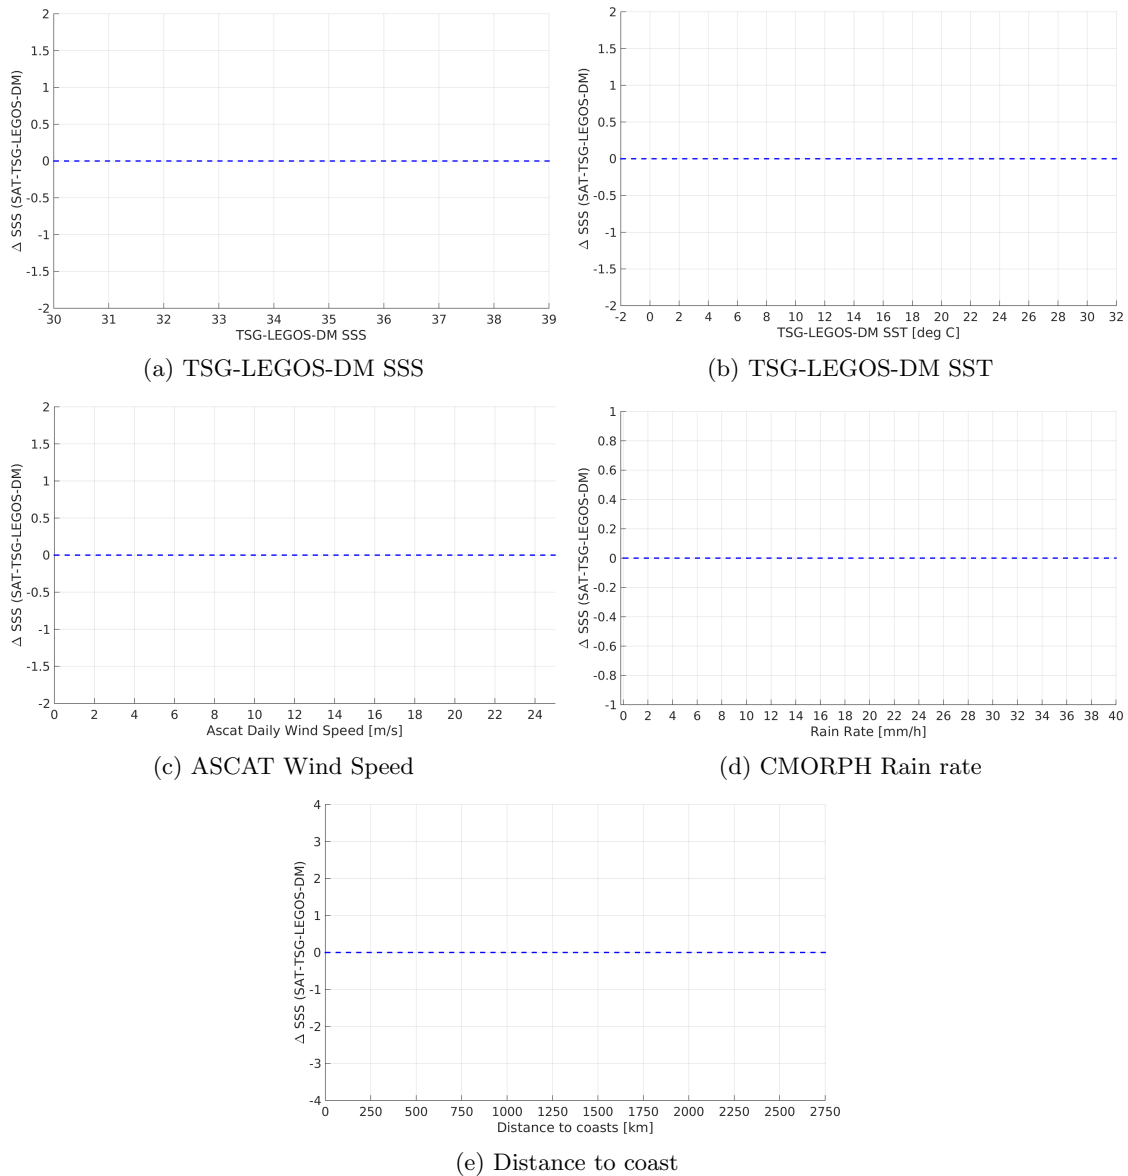 2
1.5
1
0.5
0
-0.5
-1
-1.5
-2
Δ SSS (SAT-TSG-LEGOS-DM)
30 31 32 33 34 35 36 37 38 39
TSG-LEGOS-DM SSS
(a) TSG-LEGOS-DM SSS
2
1.5
1
0.5
0
-0.5
-1
-1.5
-2
Δ SSS (SAT-TSG-LEGOS-DM)
-2 0 2 4 6 8 10 12 14 16 18 20 22 24 26 28 30 32
TSG-LEGOS-DM SST [deg C]
(b) TSG-LEGOS-DM SST
2
1.5
1
0.5
0
-0.5
-1
-1.5
-2
Δ SSS (SAT-TSG-LEGOS-DM)
0 2 4 6 8 10 12 14 16 18 20 22 24
Ascat Daily Wind Speed [m/s]
(c) ASCAT Wind Speed
1
0.8
0.6
0.4
0.2
0
-0.2
-0.4
-0.6
-0.8
-1
Δ SSS (SAT-TSG-LEGOS-DM)
0 2 4 6 8 10 12 14 16 18 20 22 24 26 28 30 32 34 36 38 40
Rain Rate [mm/h]
(d) CMORPH Rain rate
4
3
2
1
0
-1
-2
-3
-4
Δ SSS (SAT-TSG-LEGOS-DM)
0 250 500 750 1000 1250 1500 1750 2000 2250 2500 2750
Distance to coasts [km]
(e) Distance to coast